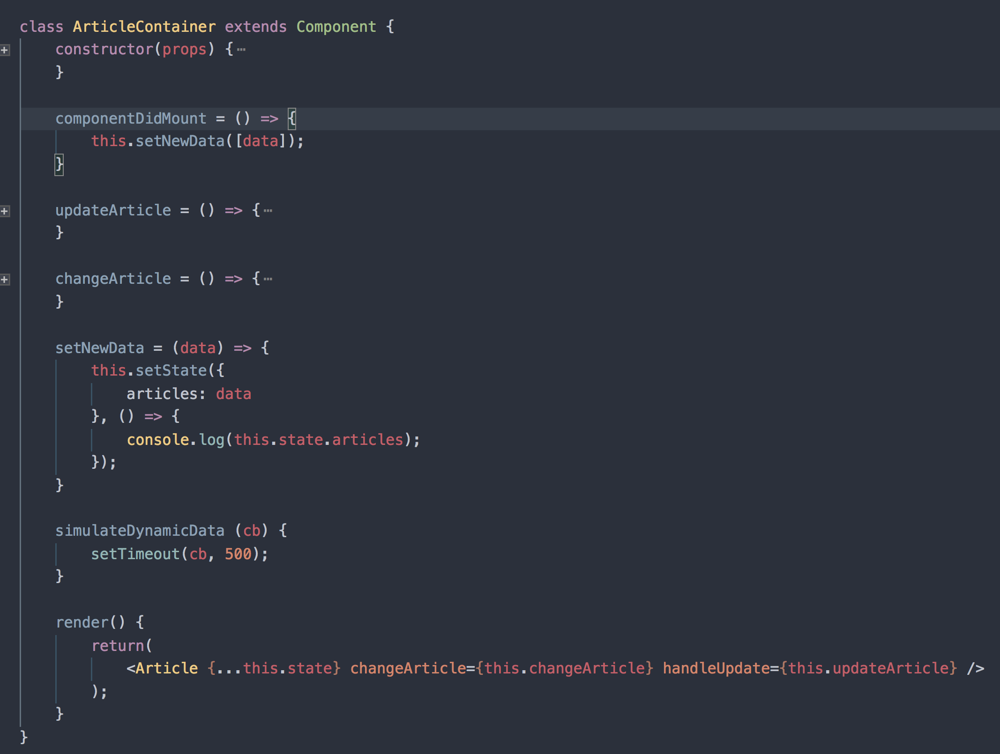 class ArticleContainer extends Component {
    constructor(props) {⋯
    }

    componentDidMount = () => {
        this.setNewData([data]);
    }

    updateArticle = () => {⋯
    }

    changeArticle = () => {⋯
    }

    setNewData = (data) => {
        this.setState({
            articles: data
        }, () => {
            console.log(this.state.articles);
        });
    }

    simulateDynamicData (cb) {
        setTimeout(cb, 500);
    }

    render() {
        return(
            <Article {...this.state} changeArticle={this.changeArticle} handleUpdate={this.updateArticle} />
        );
    }
}